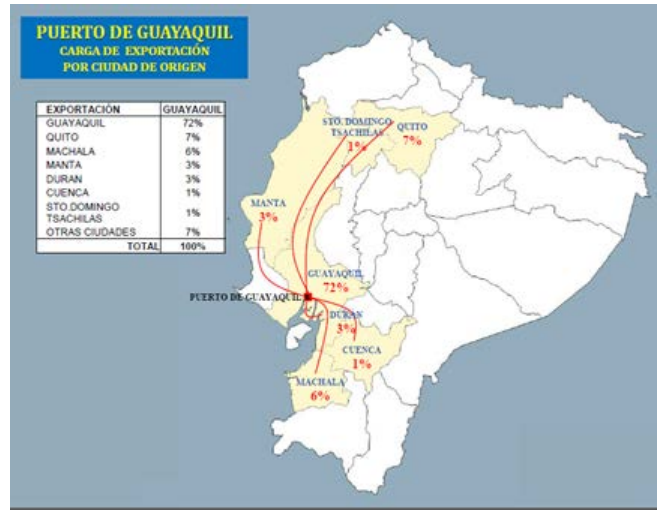 PUERTO DE GUAYAQUIL
CARGA DE EXPORTACIÓN
POR CIUDAD DE ORIGEN
EXPORTACIÓN GUAYAQUIL
GUAYAQUIL 72%
QUITO 7%
MACHALA 6%
MANTA 3%
DURAN 3%
CUENCA 1%
STO.DOMINGO
TSACHILAS 1%
OTRAS CIUDADES 7%
TOTAL 100%
STO. DOMINGO
TSACHILAS
1%
QUITO
7%
MANTA
3%
GUAYAQUIL
72%
PUERTO DE GUAYAQUIL
DURAN
3%
CUENCA
1%
MACHALA
6%